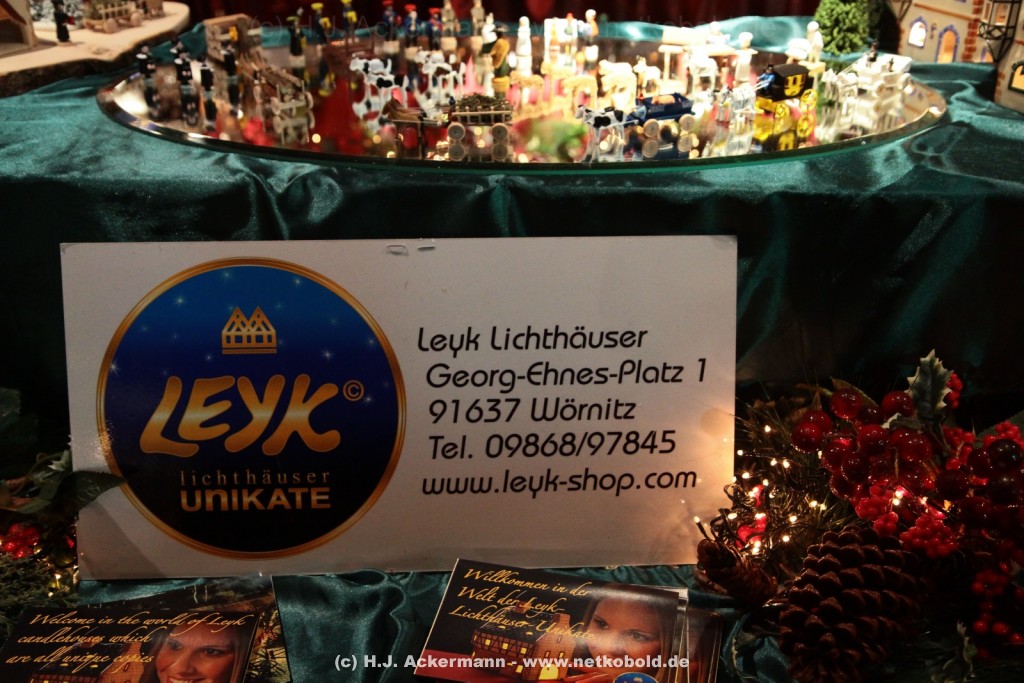 LEYK©
lichthäuser
UNIKATE
Leyk Lichthäuser
Georg-Ehnes-Platz 1
91637 Wörnitz
Tel. 09868/97845
www.leyk-shop.com
Welcome in the world of Leyk
candlehouses which
are all unique copies
Willkommen in der
Welt der Leyk
Lichthäuser-Unikate
(c) H.J. Ackermann - www.netkobold.de